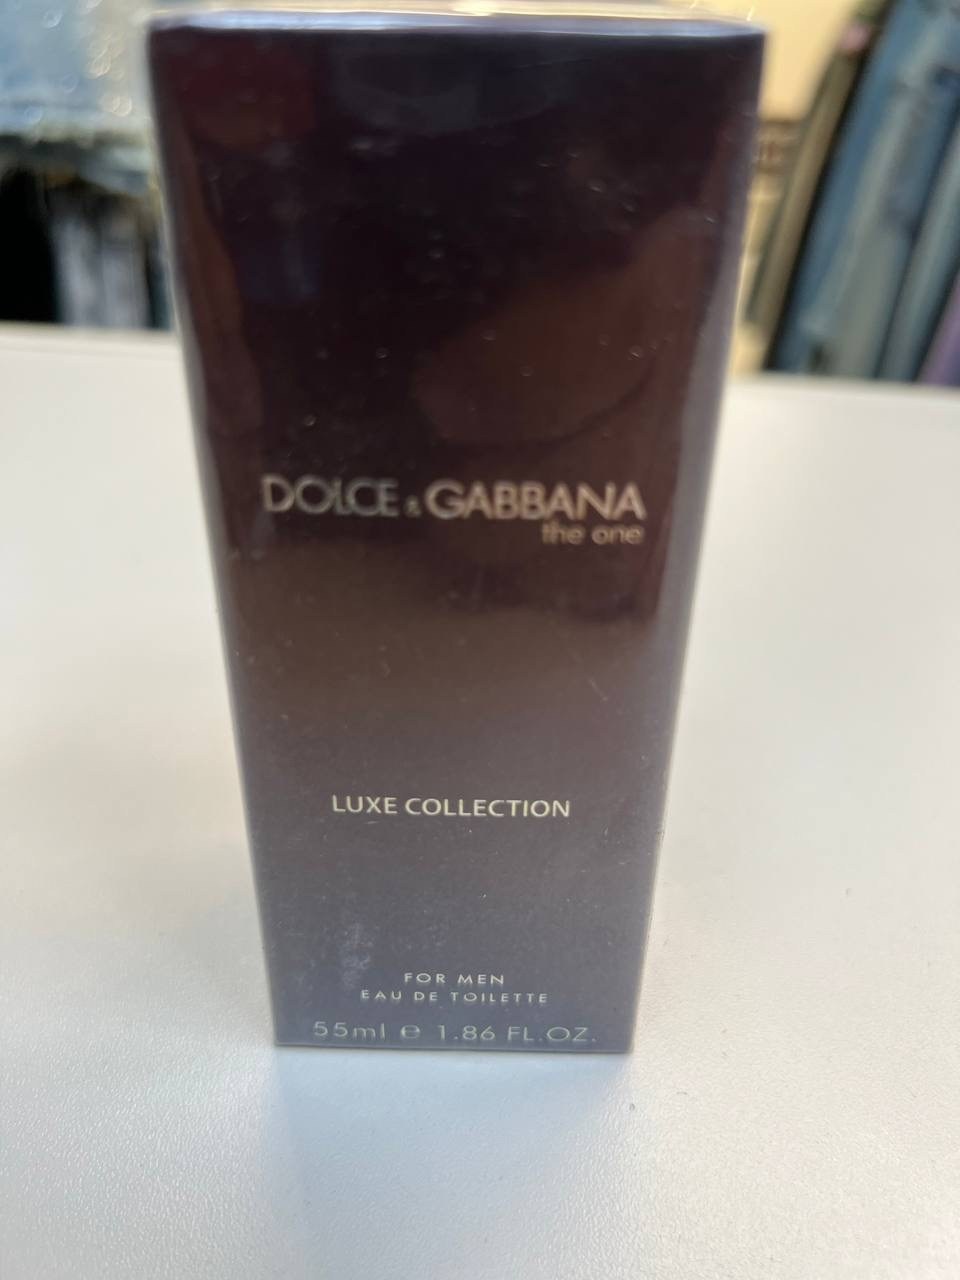 DOLCE & GABBANA
the one
LUXE COLLECTION
FOR MEN
EAU DE TOILETTE
55ml e 1.86 FL.OZ.